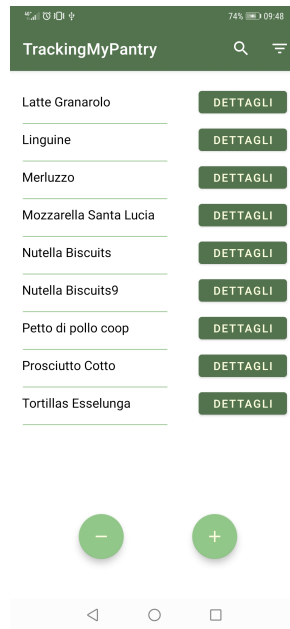 74% 09:48
TrackingMyPantry
Latte Granarolo DETTAGLI
Linguine DETTAGLI
Merluzzo DETTAGLI
Mozzarella Santa Lucia DETTAGLI
Nutella Biscuits DETTAGLI
Nutella Biscuits9 DETTAGLI
Petto di pollo coop DETTAGLI
Prosciutto Cotto DETTAGLI
Tortillas Esselunga DETTAGLI
− +